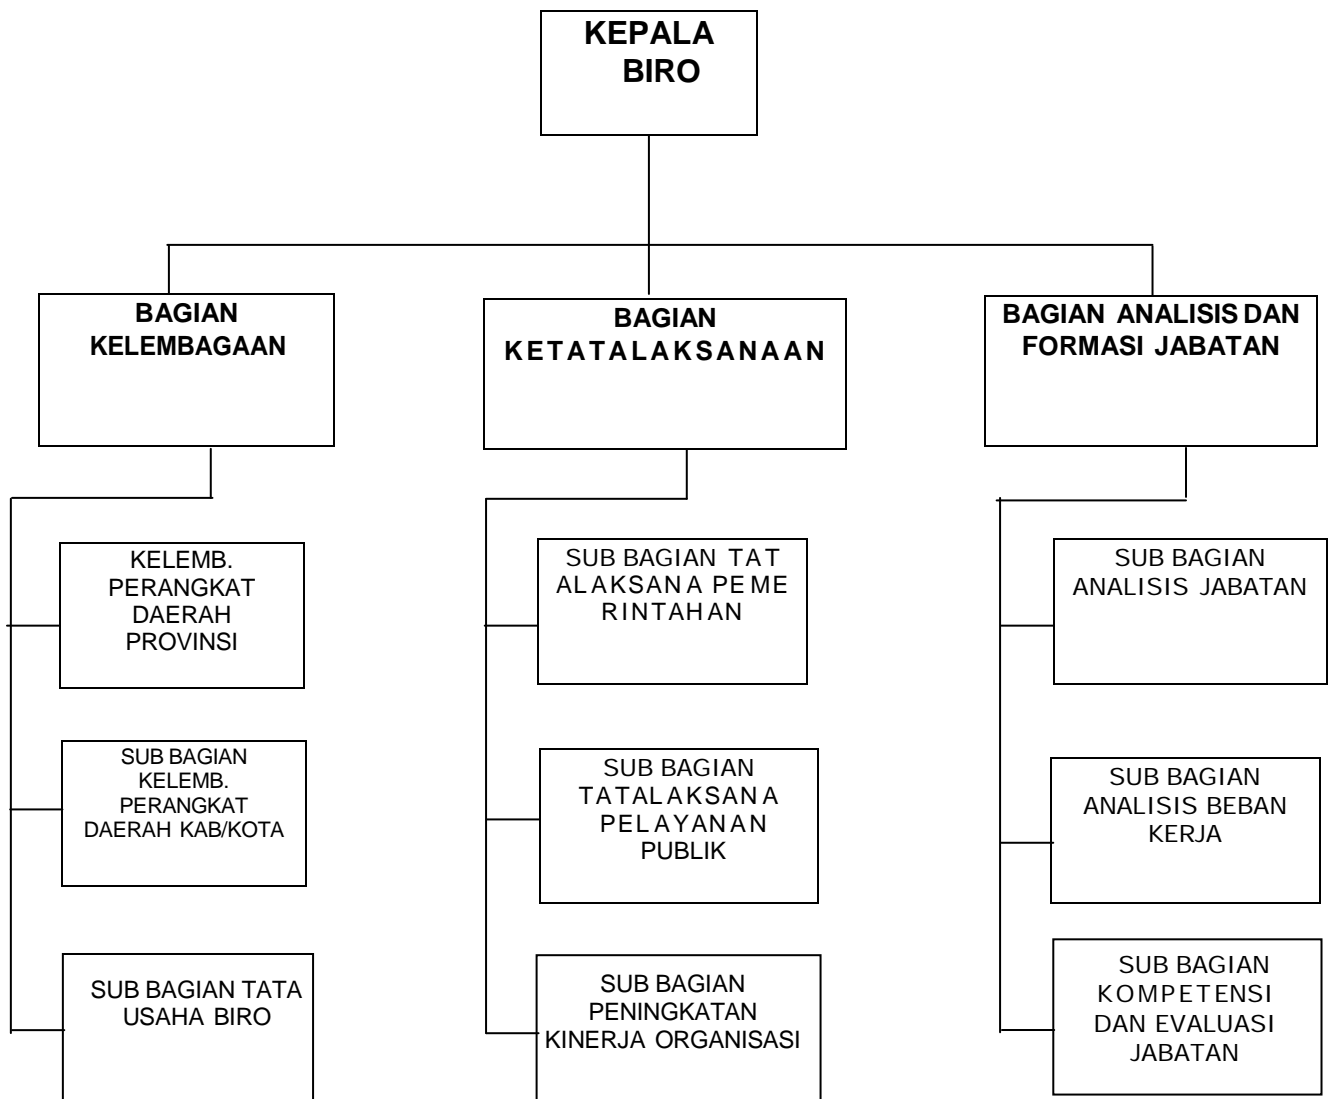 KEPALA
BIRO
BAGIAN
KELEMBAGAAN
BAGIAN
KETATALAKSANAAN
BAGIAN ANALISIS DAN
FORMASI JABATAN
KELEMB.
PERANGKAT
DAERAH
PROVINSI
SUB BAGIAN TAT
ALAKSANA PEME
RINTAHAN
SUB BAGIAN
ANALISIS JABATAN
SUB BAGIAN
KELEMB.
PERANGKAT
DAERAH KAB/KOTA
SUB BAGIAN
TATALAKSANA
PELAYANAN
PUBLIK
SUB BAGIAN
ANALISIS BEBAN
KERJA
SUB BAGIAN TATA
USAHA BIRO
SUB BAGIAN
PENINGKATAN
KINERJA ORGANISASI
SUB BAGIAN
KOMPETENSI
DAN EVALUASI
JABATAN